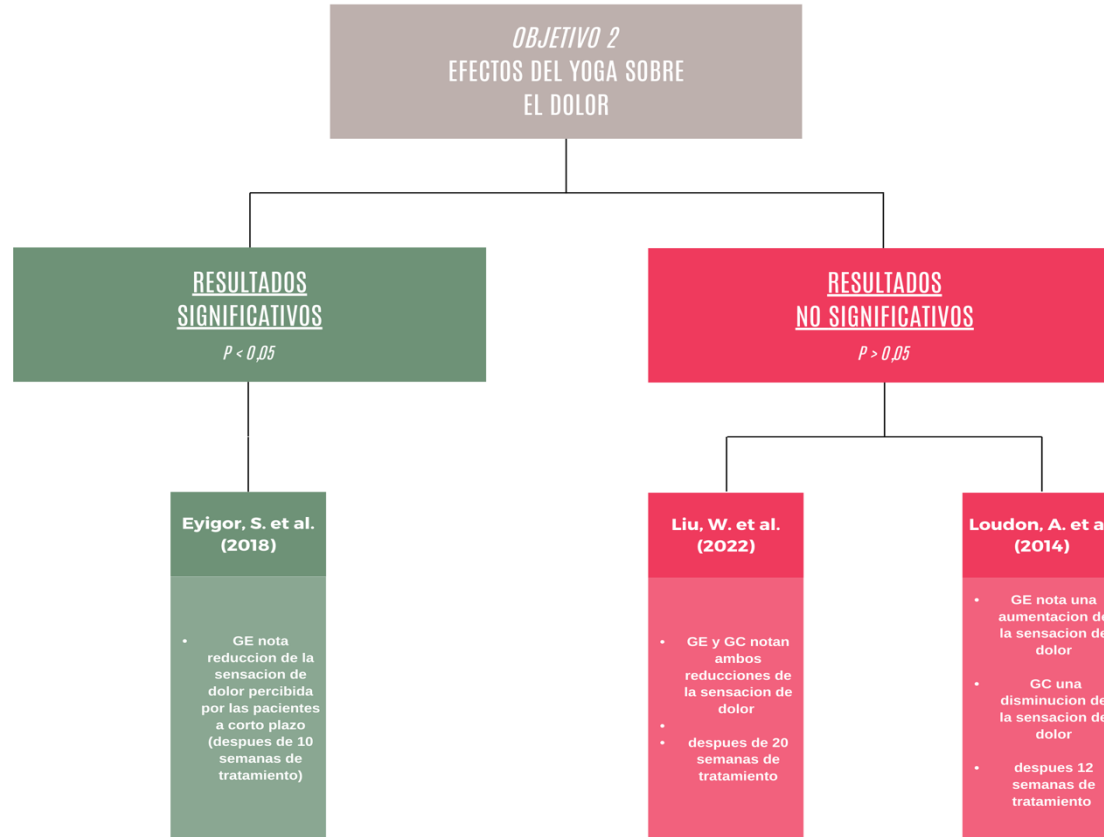 OBJETIVO 2
EFECTOS DEL YOGA SOBRE
EL DOLOR
RESULTADOS
SIGNIFICATIVOS
P < 0,05
RESULTADOS
NO SIGNIFICATIVOS
P > 0,05
Eyigor, S. et al.
(2018)
• GE nota
reduccion de la
sensacion de
dolor percibida
por las pacientes
a corto plazo
(despues de 10
semanas de
tratamiento)
Liu, W. et al.
(2022)
• GE y GC notan
ambos
reducciones de
la sensacion de
dolor
•
• despues de 20
semanas de
tratamiento
Loudon, A. et a
(2014)
• GE nota una
aumentacion de
la sensacion de
dolor
• GC una
disminucion de
la sensacion de
dolor
• despues 12
semanas de
tratamiento